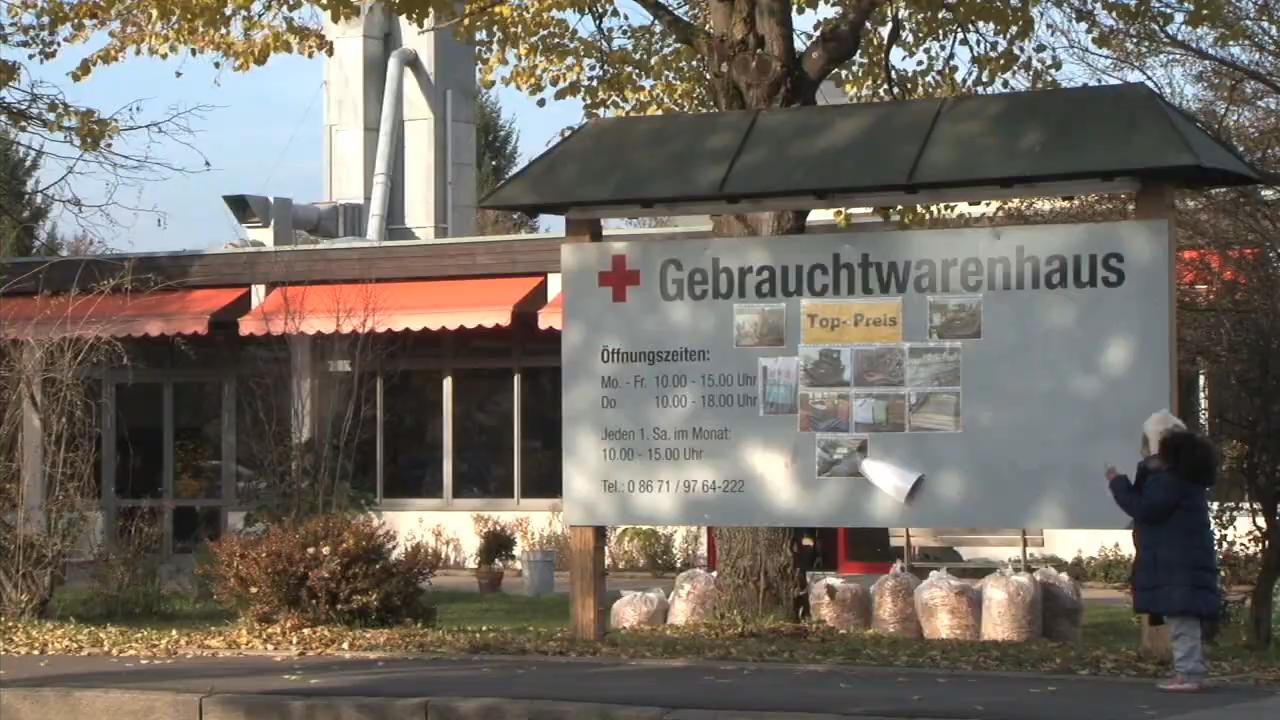 Gebrauchtwarenhaus
Top- Preis
Öffnungszeiten:
Mo. - Fr. 10.00 - 15.00 Uhr
Do 10.00 - 18.00 Uhr
Jeden 1. Sa. im Monat:
10.00 - 15.00 Uhr
Tel.: 0 86 71 / 97 64-222